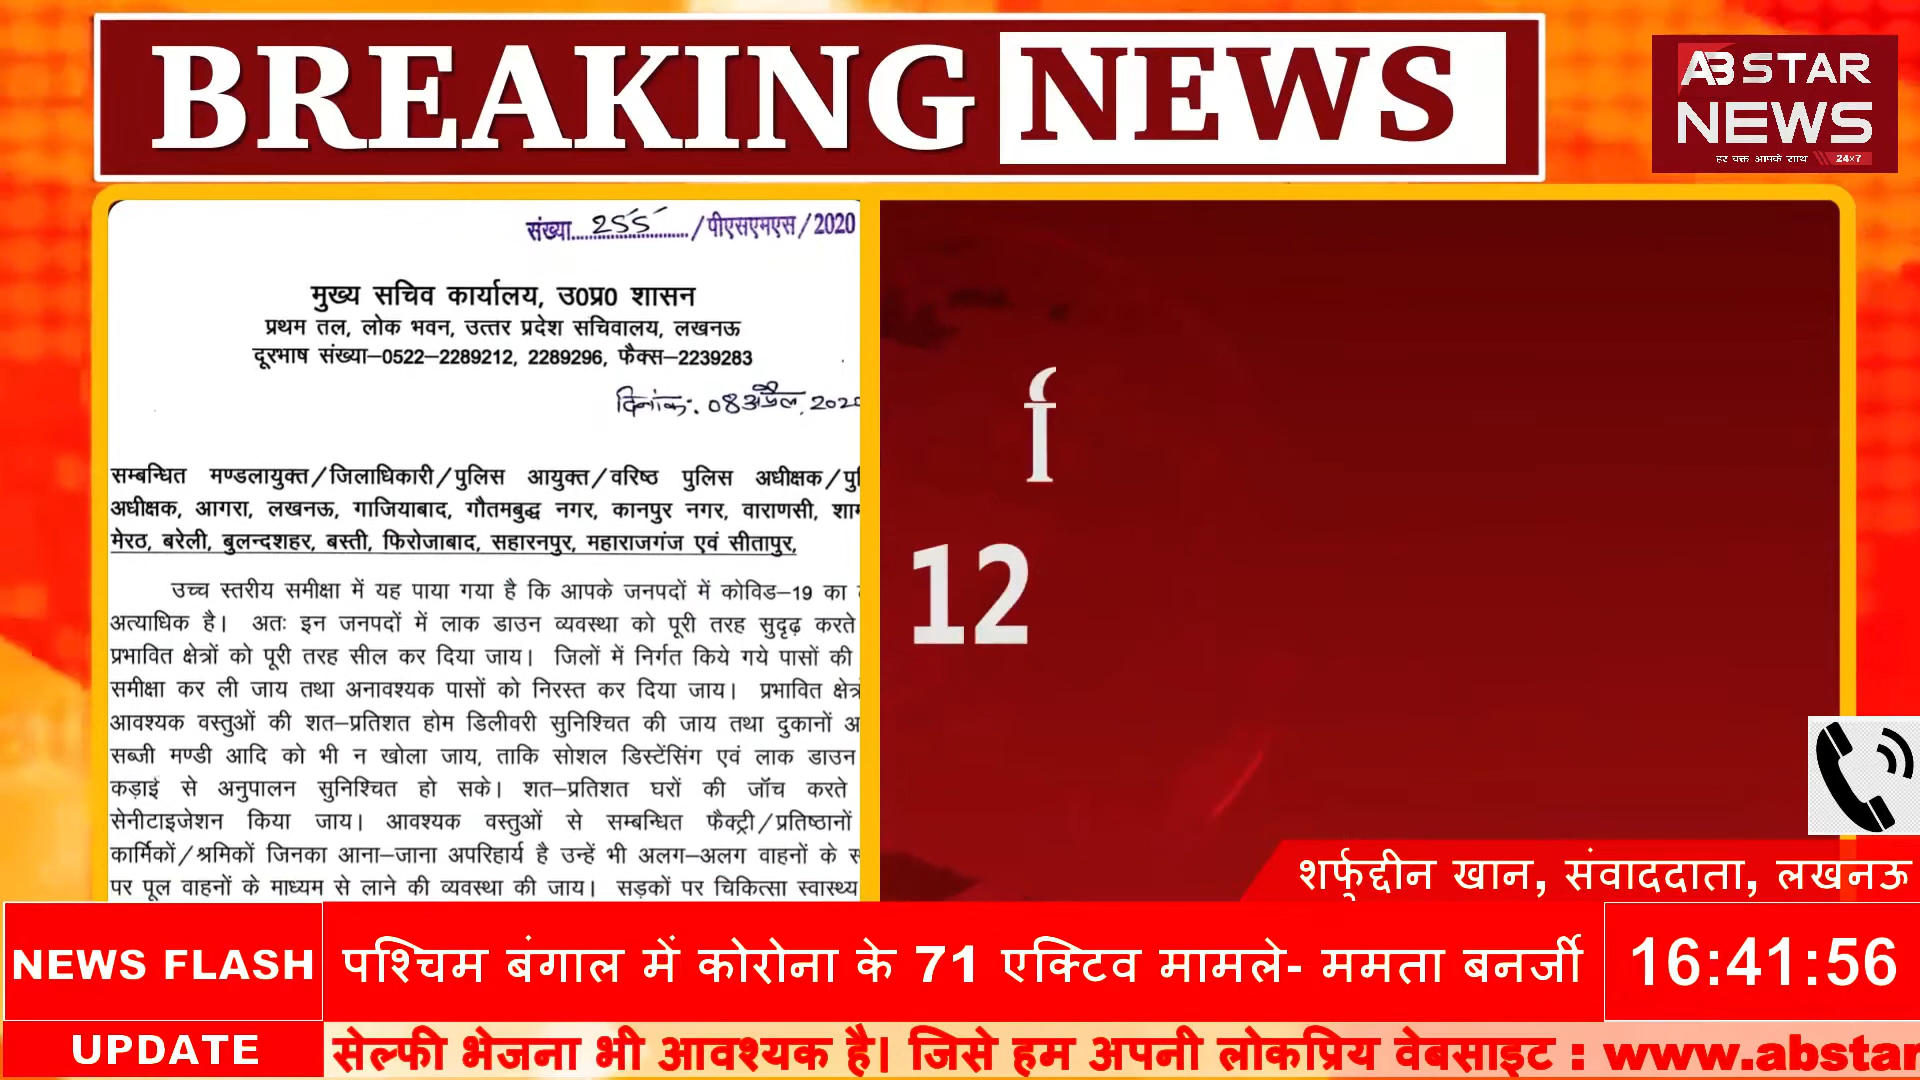 BREAKING NEWS
AB STAR
NEWS
हर वक्त आपके साथ 24x7
संख्या 255 /पीएसएमएस/2020
मुख्य सचिव कार्यालय, उ0प्र0 शासन
प्रथम तल, लोक भवन, उत्तर प्रदेश सचिवालय, लखनऊ
दूरभाष संख्या-0522-2289212, 2289296, फैक्स-2239283
दिनांक: 08 अप्रैल, 2020
सम्बन्धित मण्डलायुक्त/जिलाधिकारी/पुलिस आयुक्त/वरिष्ठ पुलिस अधीक्षक/
अधीक्षक, आगरा, लखनऊ, गाजियाबाद, गौतमबुद्ध नगर, कानपुर नगर, वाराणसी,
मेरठ, बरेली, बुलन्दशहर, बस्ती, फिरोजाबाद, सहारनपुर, महाराजगंज एवं सीतापुर,
उच्च स्तरीय समीक्षा में यह पाया गया है कि आपके जनपदों में कोविड-19 का
अत्याधिक है। अतः इन जनपदों में लाक डाउन व्यवस्था को पूरी तरह सुदृढ़ करते
प्रभावित क्षेत्रों को पूरी तरह सील कर दिया जाय। जिलों में निर्गत किये गये पासों की
समीक्षा कर ली जाय तथा अनावश्यक पासों को निरस्त कर दिया जाय। प्रभावित
आवश्यक वस्तुओं की शत-प्रतिशत होम डिलीवरी सुनिश्चित की जाय तथा दुकानों
सब्जी मण्डी आदि को भी न खोला जाय, ताकि सोशल डिस्टेंसिंग एवं लाक डाउन
कड़ाई से अनुपालन सुनिश्चित हो सके। शत-प्रतिशत घरों की जॉच करते
सेनीटाइजेशन किया जाय। आवश्यक वस्तुओं से सम्बन्धित फैक्ट्री/प्रतिष्ठानों
कार्मिकों/श्रमिकों जिनका आना-जाना अपरिहार्य है उन्हें भी अलग-अलग वाहनों के
पर पूल वाहनों के माध्यम से लाने की व्यवस्था की जाय। सड़कों पर चिकित्सा स्वास्थ्य
12
शर्फुद्दीन खान, संवाददाता, लखनऊ
NEWS FLASH पश्चिम बंगाल में कोरोना के 71 एक्टिव मामले- ममता बनर्जी 16:41:56
UPDATE सेल्फी भेजना भी आवश्यक है। जिसे हम अपनी लोकप्रिय वेबसाइट : www.abstar